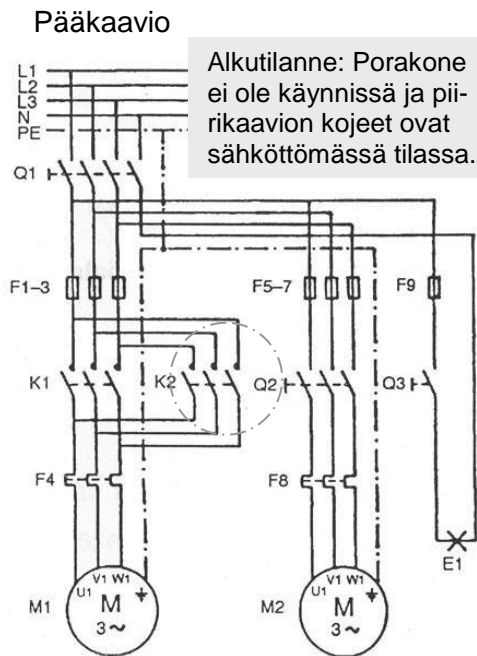 Pääkaavio
Alkutilanne: Porakone
ei ole käynnissä ja pii-
rikaavion kojeet ovat
sähköttömässä tilassa.
L1
L2
L3
N
PE
Q1
F1–3
F5–7
F9
K1
K2
Q2
Q3
F4
F8
E1
U1
V1 W1
M1
M
3~
U1
V1 W1
M2
M
3~